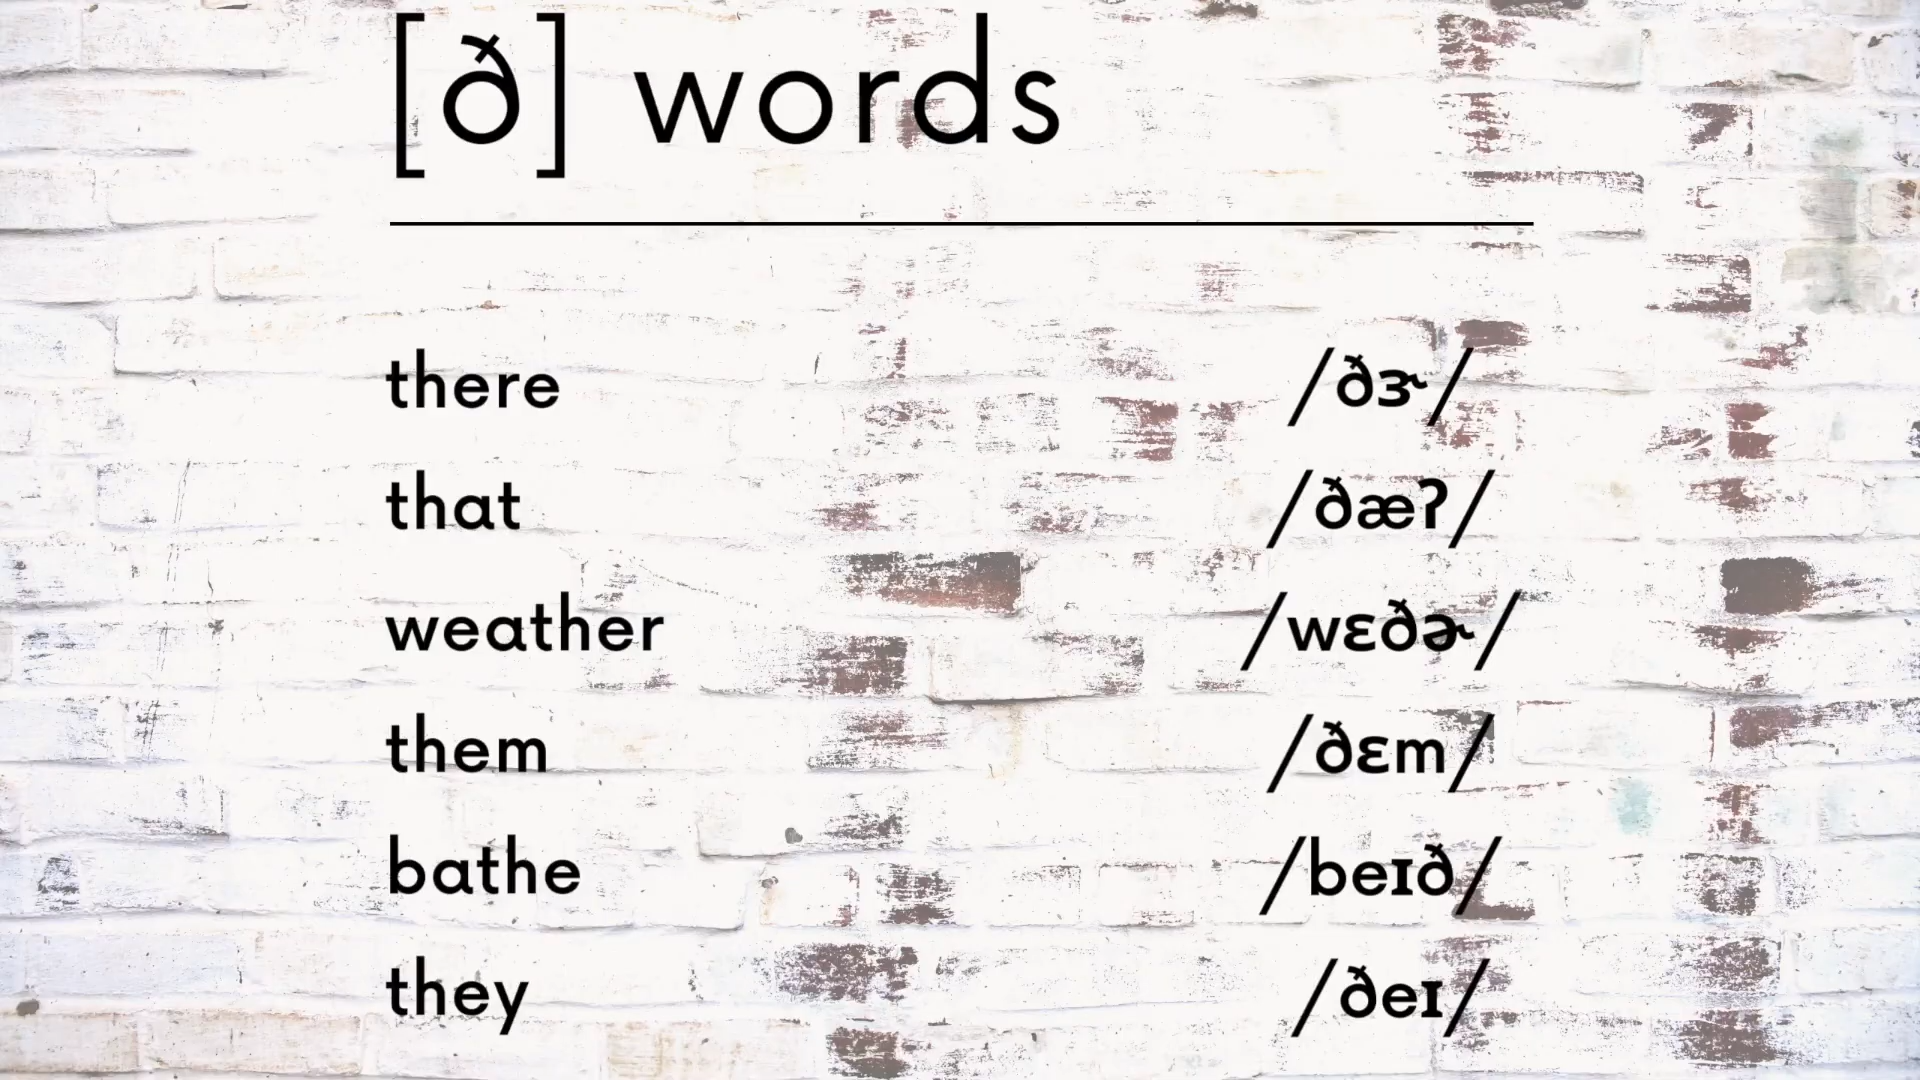 [ð] words
there /ðɝ/
that /ðæʔ/
weather /wɛðɚ/
them /ðɛm/
bathe /beɪð/
they /ðeɪ/